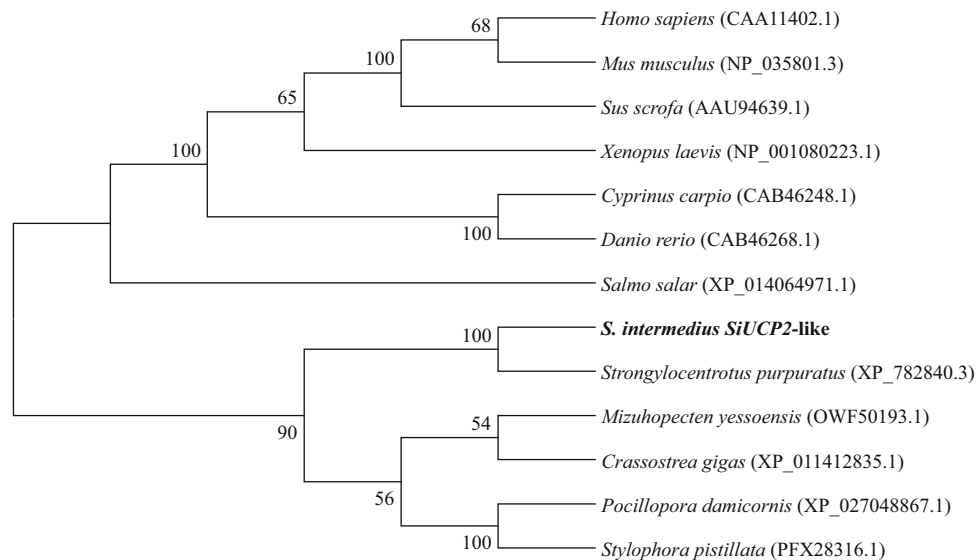 Homo sapiens (CAA11402.1)
68
Mus musculus (NP_035801.3)
100
Sus scrofa (AAU94639.1)
65
Xenopus laevis (NP_001080223.1)
100
Cyprinus carpio (CAB46248.1)
100
Danio rerio (CAB46268.1)
Salmo salar (XP_014064971.1)
S. intermedius SiUCP2-like
100
Strongylocentrotus purpuratus (XP_782840.3)
90
Mizuhopecten yessoensis (OWF50193.1)
54
Crassostrea gigas (XP_011412835.1)
56
Pocillopora damicornis (XP_027048867.1)
100
Stylophora pistillata (PFX28316.1)